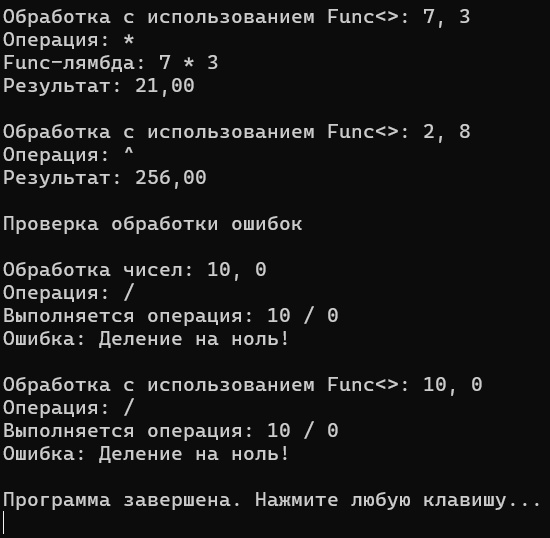 Обработка с использованием Func<>: 7, 3
Операция: *
Func-лямбда: 7 * 3
Результат: 21,00
Обработка с использованием Func<>: 2, 8
Операция: ^
Результат: 256,00
Проверка обработки ошибок
Обработка чисел: 10, 0
Операция: /
Выполняется операция: 10 / 0
Ошибка: Деление на ноль!
Обработка с использованием Func<>: 10, 0
Операция: /
Выполняется операция: 10 / 0
Ошибка: Деление на ноль!
Программа завершена. Нажмите любую клавишу...